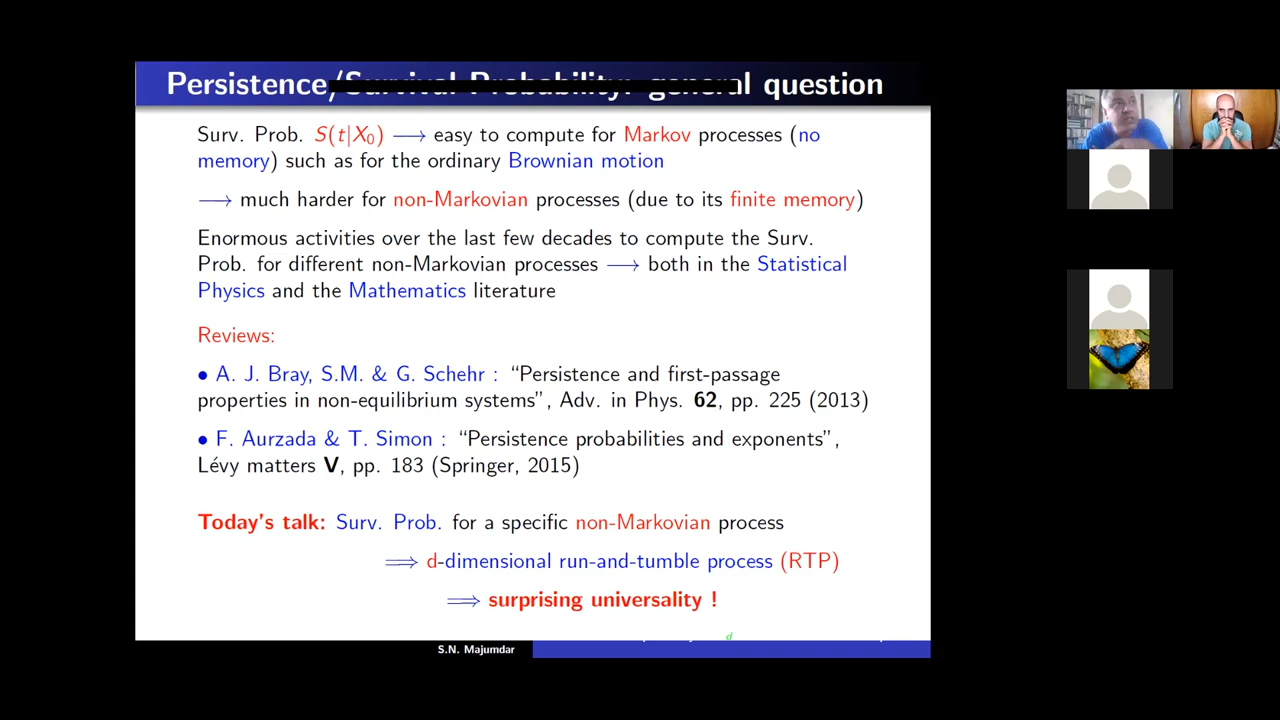 Persistence/Survival Probability: general question
Surv. Prob. S(t|X₀) ⟶ easy to compute for Markov processes (no
memory) such as for the ordinary Brownian motion
⟶ much harder for non-Markovian processes (due to its finite memory)
Enormous activities over the last few decades to compute the Surv.
Prob. for different non-Markovian processes ⟶ both in the Statistical
Physics and the Mathematics literature
Reviews:
• A. J. Bray, S.M. & G. Schehr : “Persistence and first-passage
properties in non-equilibrium systems”, Adv. in Phys. 62, pp. 225 (2013)
• F. Aurzada & T. Simon : “Persistence probabilities and exponents”,
Lévy matters V, pp. 183 (Springer, 2015)
Today's talk: Surv. Prob. for a specific non-Markovian process
⟹ d-dimensional run-and-tumble process (RTP)
⟹ surprising universality !
d
S.N. Majumdar